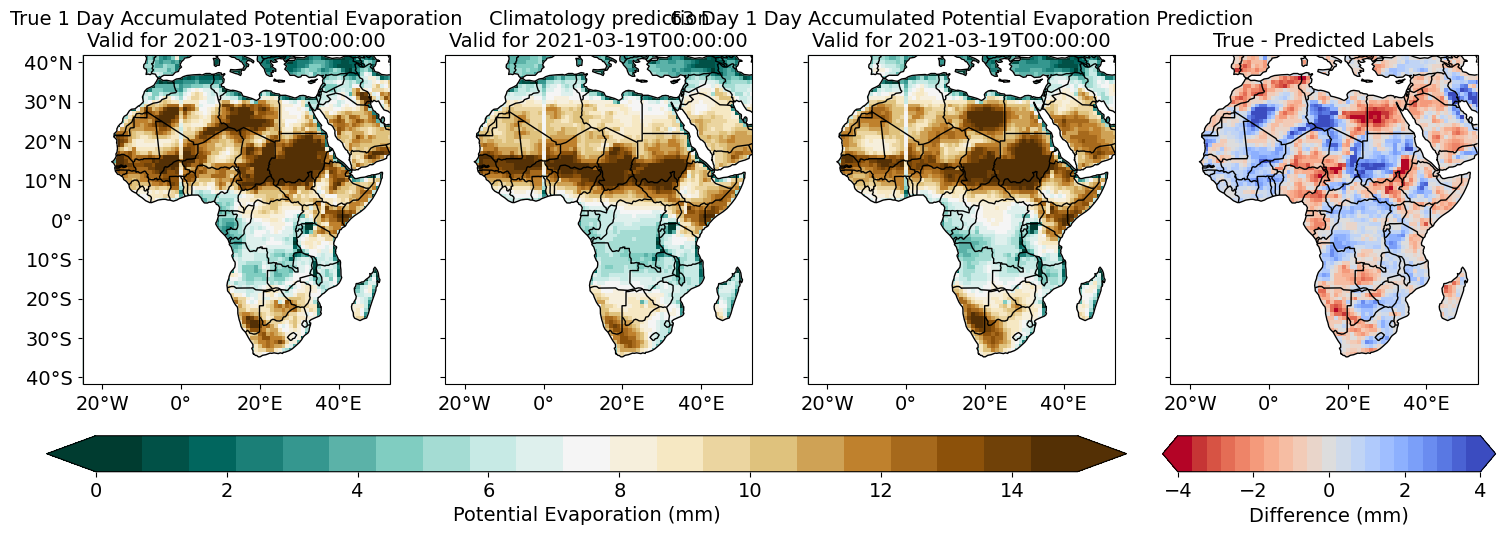 True 1 Day Accumulated Potential Evaporation
Valid for 2021-03-19T00:00:00
Climatology prediction
Valid for 2021-03-19T00:00:00
63 Day 1 Day Accumulated Potential Evaporation Prediction
Valid for 2021-03-19T00:00:00
True - Predicted Labels
40°N
30°N
20°N
10°N
0°
10°S
20°S
30°S
40°S
20°W 0° 20°E 40°E
20°W 0° 20°E 40°E
20°W 0° 20°E 40°E
20°W 0° 20°E 40°E
0 2 4 6 8 10 12 14
Potential Evaporation (mm)
−4 −2 0 2 4
Difference (mm)